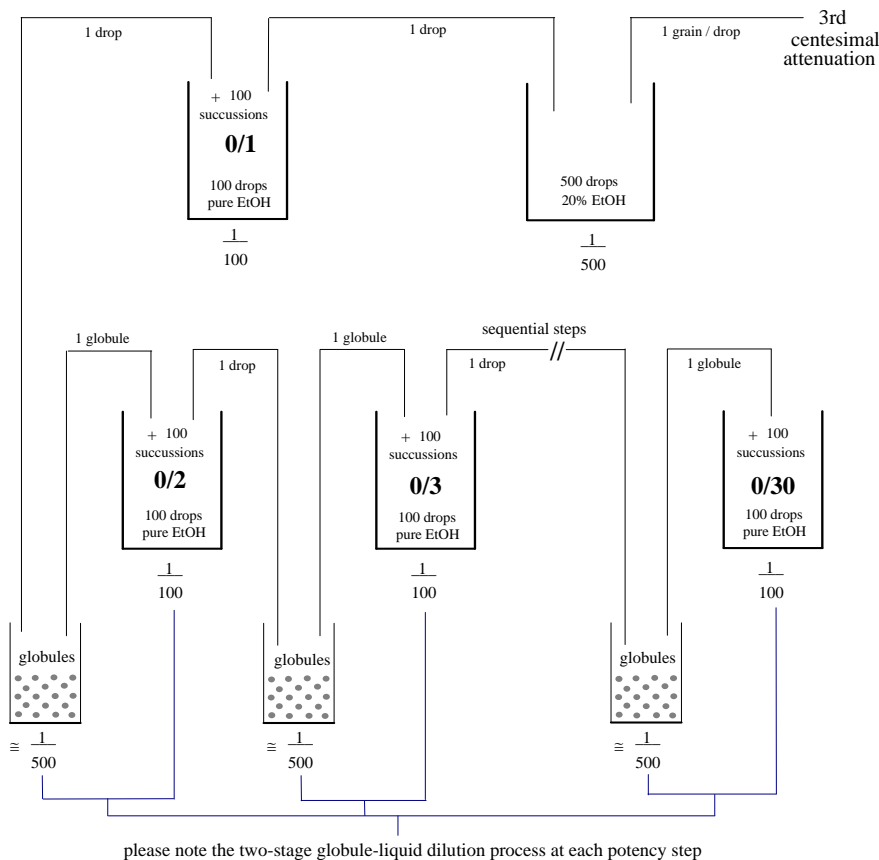 1 drop
1 drop
1 grain / drop
3rd
centesimal
attenuation
+ 100
succussions
0/1
100 drops
pure EtOH
1
100
500 drops
20% EtOH
1
500
1 globule
1 drop
1 globule
sequential steps
//
1 drop
1 globule
+ 100
succussions
0/2
100 drops
pure EtOH
1
100
+ 100
succussions
0/3
100 drops
pure EtOH
1
100
+ 100
succussions
0/30
100 drops
pure EtOH
1
100
globules
≅ 1
500
globules
≅ 1
500
globules
≅ 1
500
please note the two-stage globule-liquid dilution process at each potency step